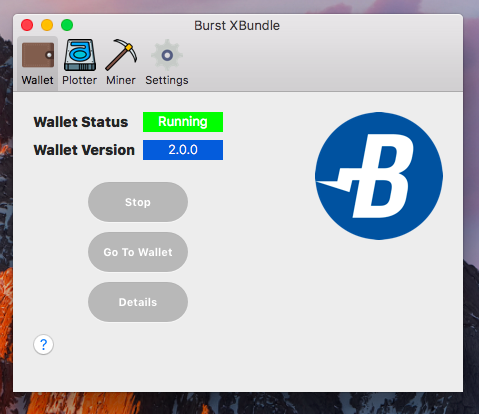 Burst XBundle
Wallet Plotter Miner Settings
Wallet Status Running
Wallet Version 2.0.0
B
Stop
Go To Wallet
Details
?